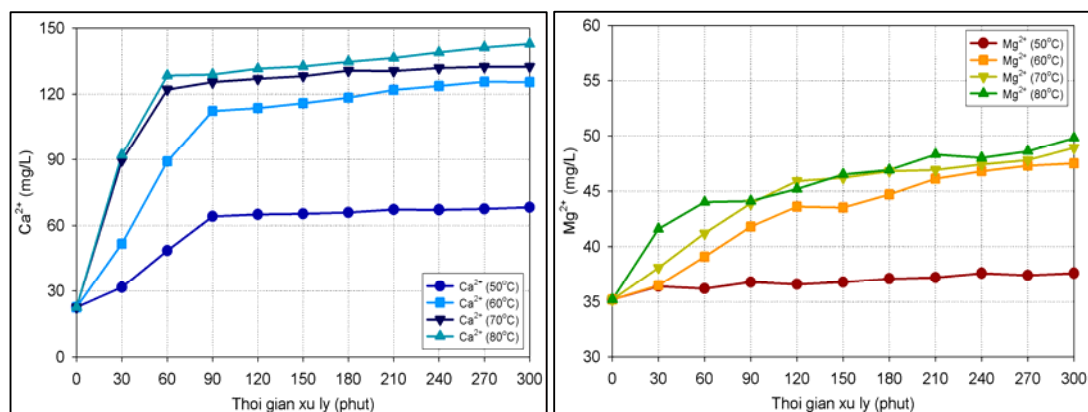 150
120
90
60
30
0
Ca²⁺ (mg/L)
Ca²⁺ (50°C)
Ca²⁺ (60°C)
Ca²⁺ (70°C)
Ca²⁺ (80°C)
0 30 60 90 120 150 180 210 240 270 300
Thoi gian xu ly (phut)
60
55
50
45
40
35
30
Mg²⁺ (mg/L)
Mg²⁺ (50°C)
Mg²⁺ (60°C)
Mg²⁺ (70°C)
Mg²⁺ (80°C)
0 30 60 90 120 150 180 210 240 270 300
Thoi gian xu ly (phut)